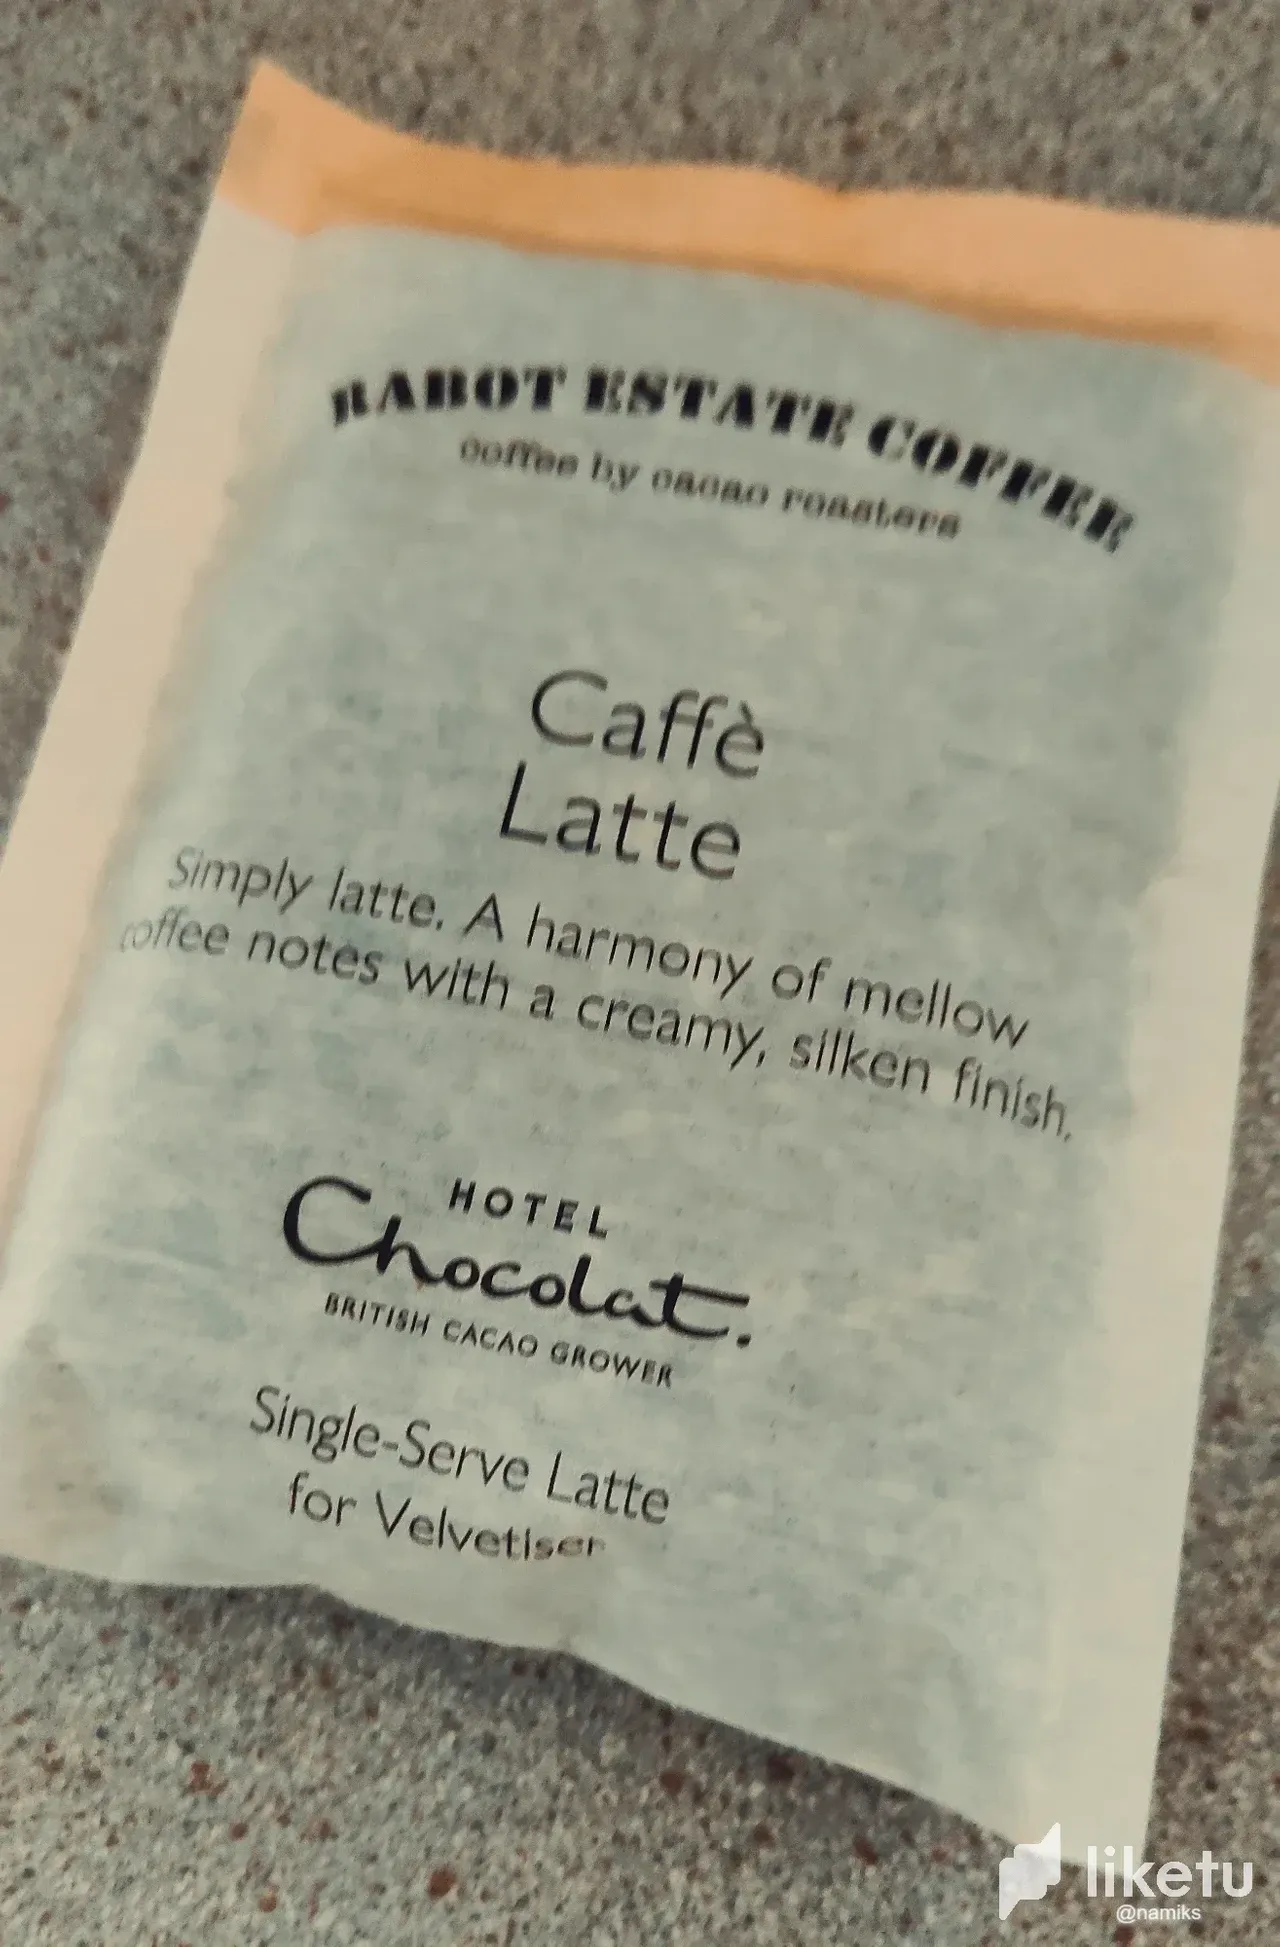 RABOT ESTATE COFFEE
Coffee by cacao roasters
Caffè
Latte
Simply latte. A harmony of mellow
coffee notes with a creamy, silken finish.
HOTEL
Chocolat.
BRITISH CACAO GROWER
Single-Serve Latte
for Velvetiser
liketu
@namiks